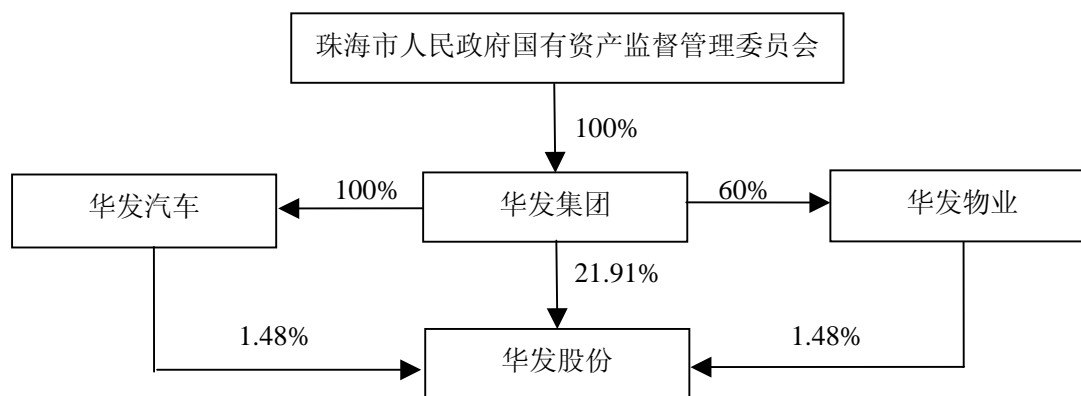 珠海市人民政府国有资产监督管理委员会
100%
华发汽车
100%
华发集团
60%
华发物业
21.91%
1.48%
华发股份
1.48%